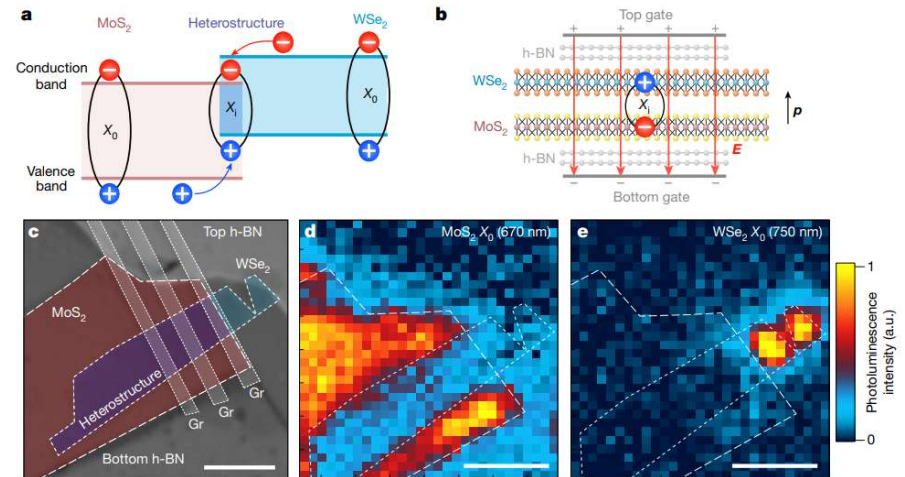 a
MoS₂
Heterostructure
WSe₂
Conduction
band
Valence
band
X₀
Xᵢ
X₀
−
−
−
−
+
+
+
+
b
Top gate
+ + + +
h-BN
WSe₂
+
Xᵢ
−
MoS₂
p
h-BN
E
− − − −
Bottom gate
c
Top h-BN
WSe₂
MoS₂
Heterostructure
Gr
Gr
Gr
Bottom h-BN
d
MoS₂ X₀ (670 nm)
e
WSe₂ X₀ (750 nm)
1
0
Photoluminescence
intensity (a.u.)